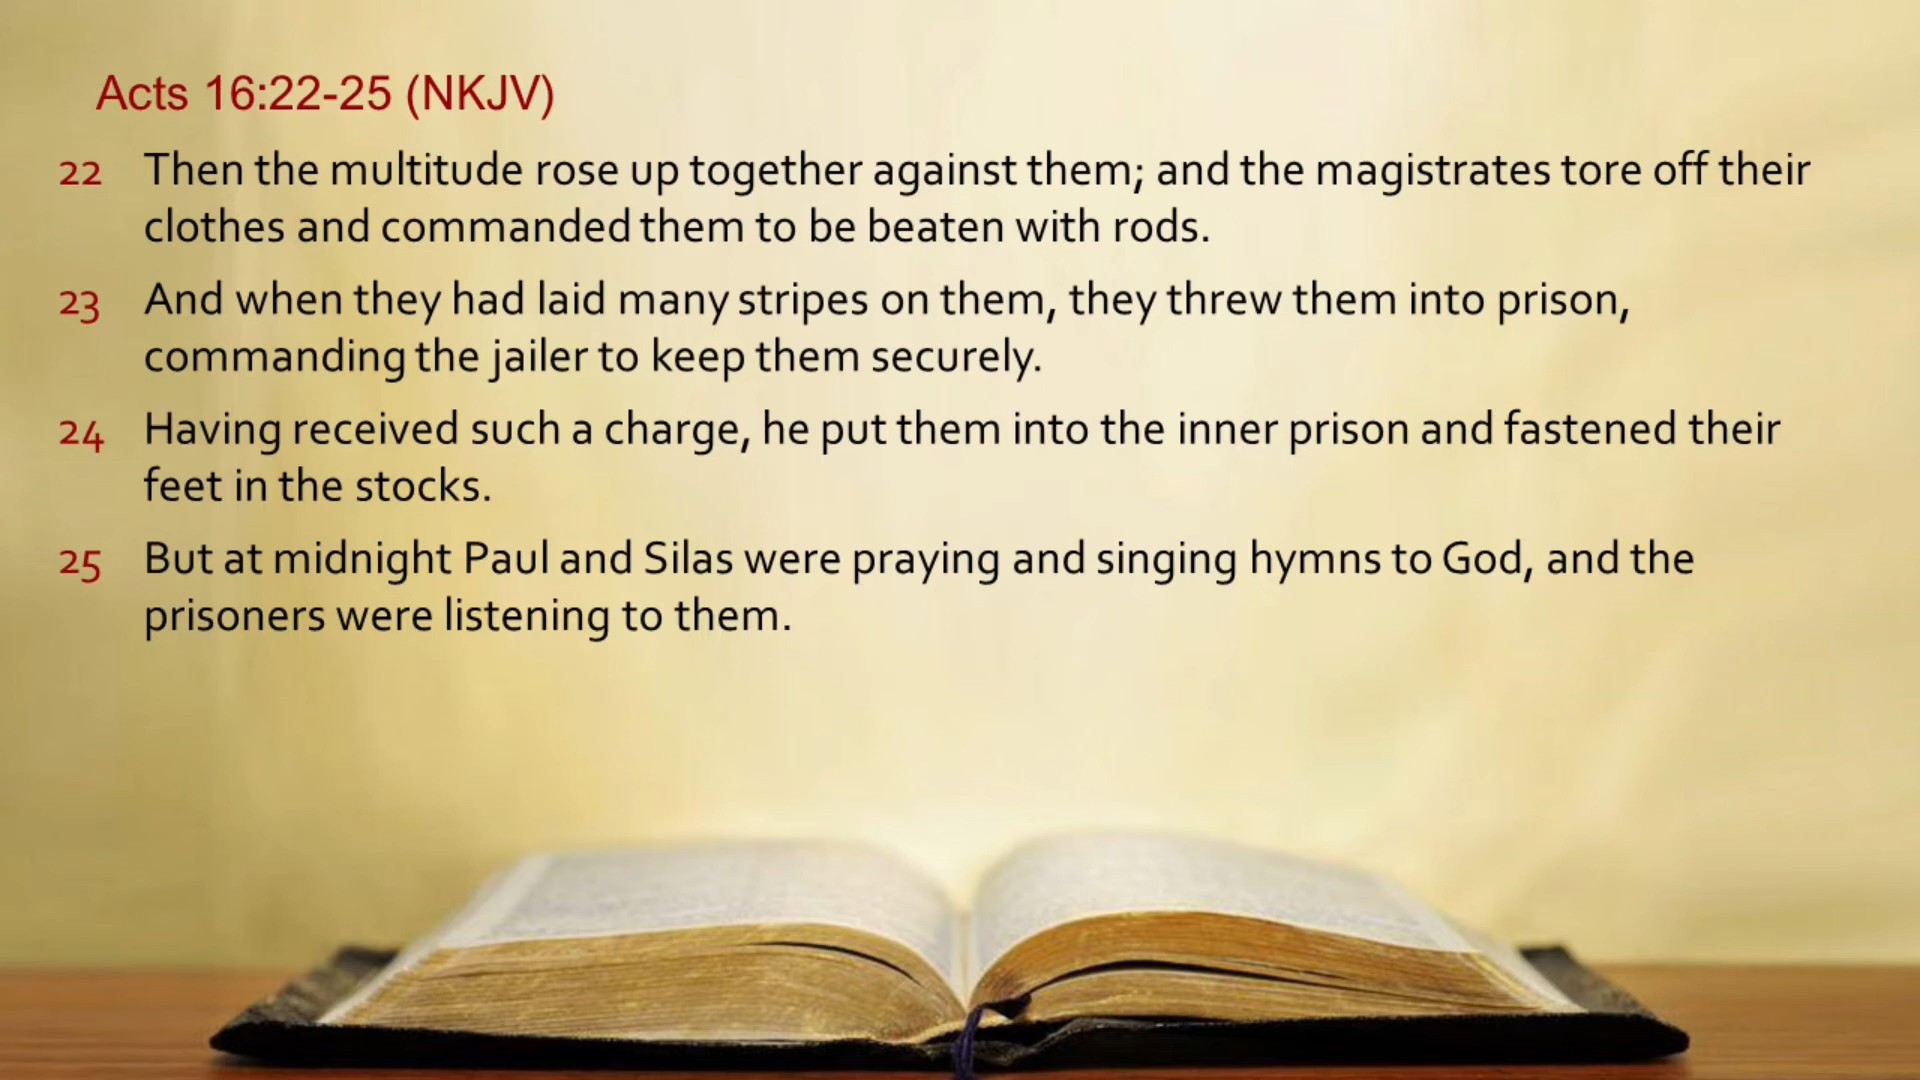 Acts 16:22-25 (NKJV)
22 Then the multitude rose up together against them; and the magistrates tore off their
clothes and commanded them to be beaten with rods.
23 And when they had laid many stripes on them, they threw them into prison,
commanding the jailer to keep them securely.
24 Having received such a charge, he put them into the inner prison and fastened their
feet in the stocks.
25 But at midnight Paul and Silas were praying and singing hymns to God, and the
prisoners were listening to them.